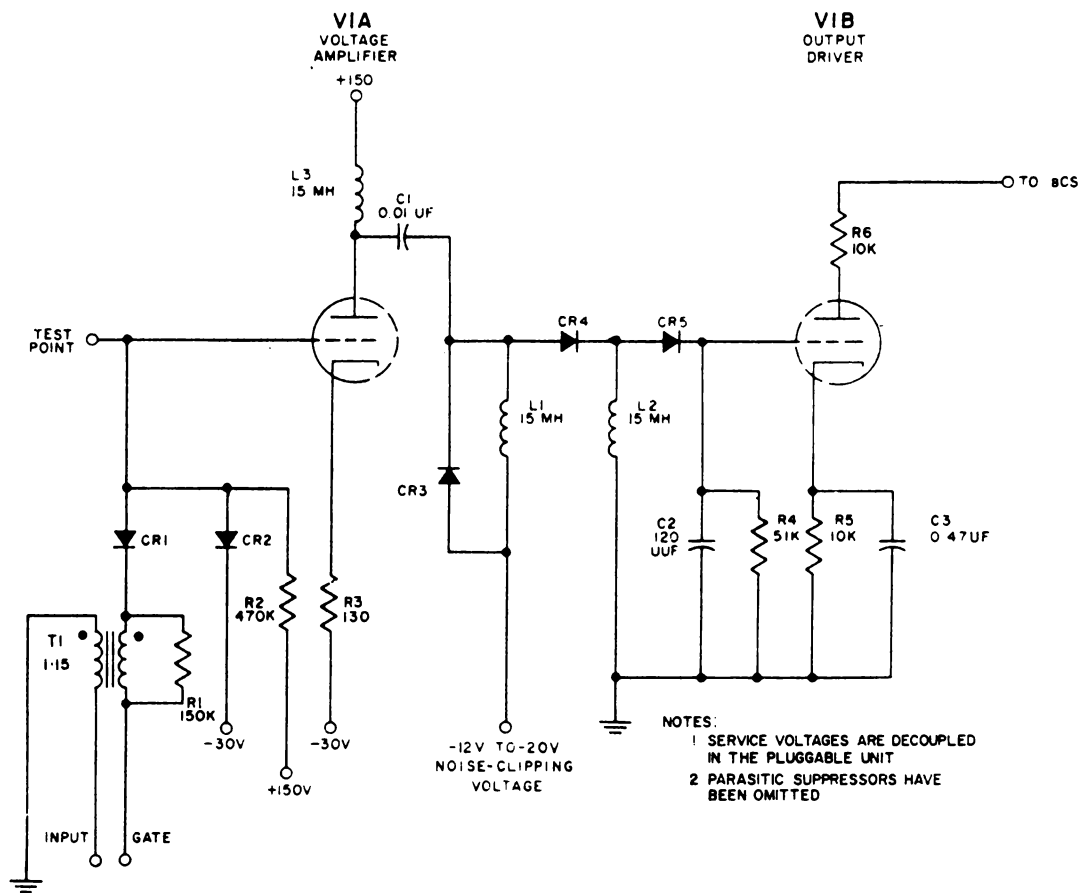 V1A
VOLTAGE
AMPLIFIER
+150
V1B
OUTPUT
DRIVER
L3
15 MH
C1
0.01 UF
TO BCS
R6
10K
TEST
POINT
CR4
CR5
L1
15 MH
L2
15 MH
CR3
CR1
CR2
C2
120
UUF
R4
51K
R5
10K
C3
0 47UF
R2
470K
R3
130
T1
1:15
R1
150K
-30V
-30V
+150V
-12V TO-20V
NOISE-CLIPPING
VOLTAGE
NOTES:
1 SERVICE VOLTAGES ARE DECOUPLED
IN THE PLUGGABLE UNIT
2 PARASITIC SUPPRESSORS HAVE
BEEN OMITTED
INPUT
GATE